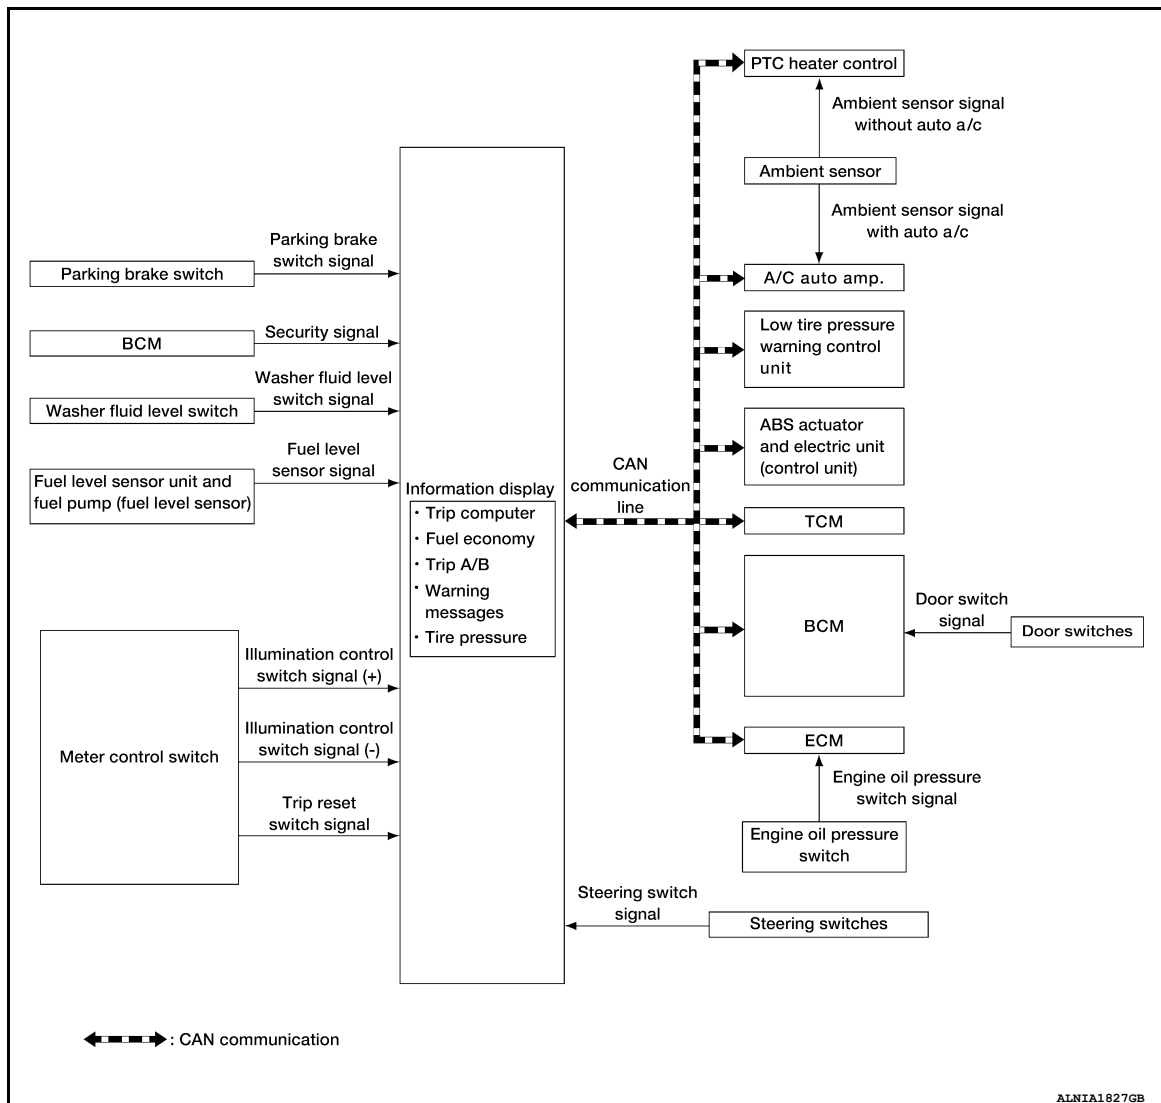 PTC heater control
Ambient sensor signal
without auto a/c
Ambient sensor
Ambient sensor signal
with auto a/c
A/C auto amp.
Low tire pressure
warning control
unit
ABS actuator
and electric unit
(control unit)
TCM
BCM
Door switch
signal
Door switches
ECM
Engine oil pressure
switch signal
Engine oil pressure
switch
Parking brake
switch signal
Parking brake switch
Security signal
BCM
Washer fluid level
switch signal
Washer fluid level switch
Fuel level
sensor signal
Fuel level sensor unit and
fuel pump (fuel level sensor)
Information display
· Trip computer
· Fuel economy
· Trip A/B
· Warning
messages
· Tire pressure
CAN
communication
line
Illumination control
switch signal (+)
Meter control switch
Illumination control
switch signal (-)
Trip reset
switch signal
Steering switch
signal
Steering switches
: CAN communication
ALNIA1827GB